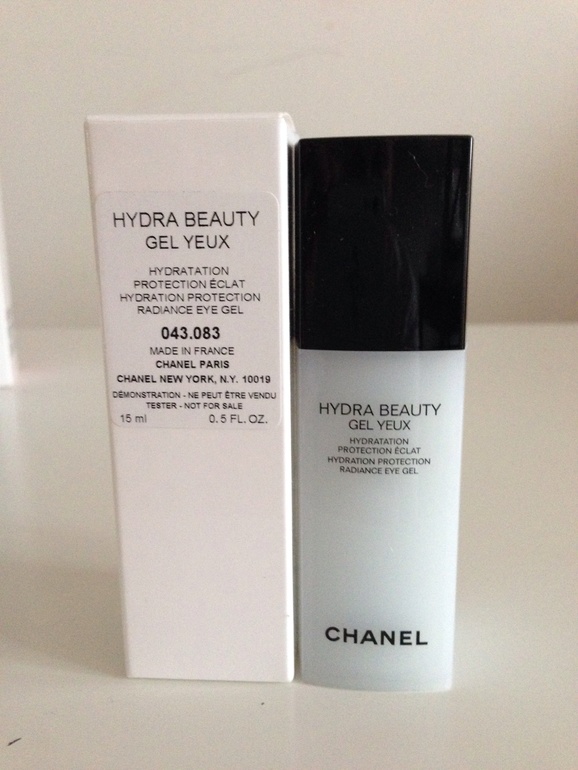 HYDRA BEAUTY
GEL YEUX
HYDRATATION
PROTECTION ÉCLAT
HYDRATION PROTECTION
RADIANCE EYE GEL
043.083
MADE IN FRANCE
CHANEL PARIS
CHANEL NEW YORK, N.Y. 10019
DÉMONSTRATION - NE PEUT ÊTRE VENDU
TESTER - NOT FOR SALE
15 ml 0.5 FL. OZ.
HYDRA BEAUTY
GEL YEUX
HYDRATATION
PROTECTION ÉCLAT
HYDRATION PROTECTION
RADIANCE EYE GEL
CHANEL